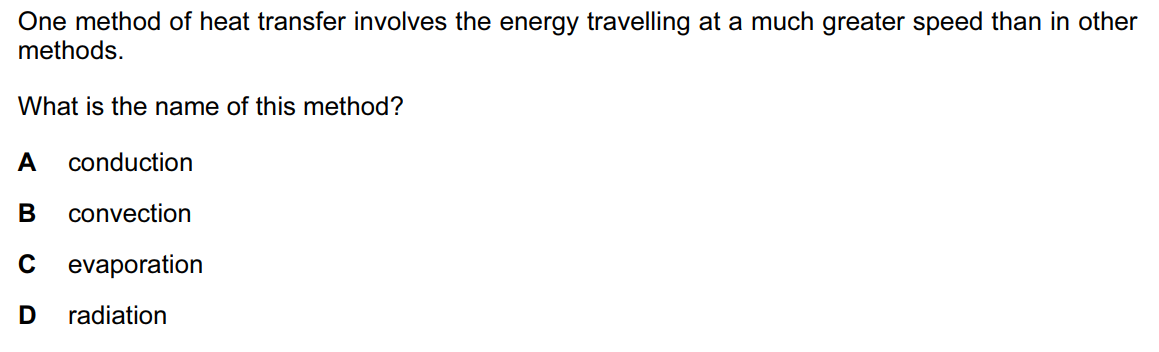 One method of heat transfer involves the energy travelling at a much greater speed than in other
methods.
What is the name of this method?
A conduction
B convection
C evaporation
D radiation